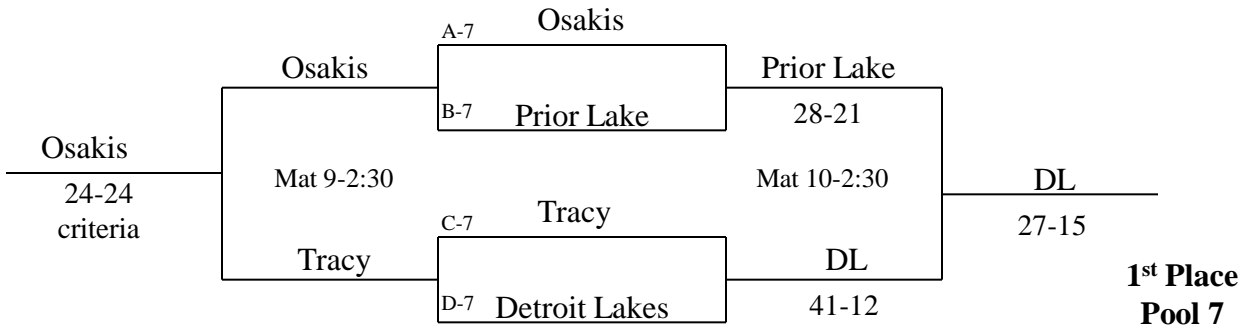 A-7 Osakis
Osakis
Prior Lake
B-7 Prior Lake
28-21
Osakis
24-24
criteria
Mat 9-2:30
Mat 10-2:30
DL
27-15
C-7 Tracy
Tracy
DL
D-7 Detroit Lakes
41-12
1st Place
Pool 7